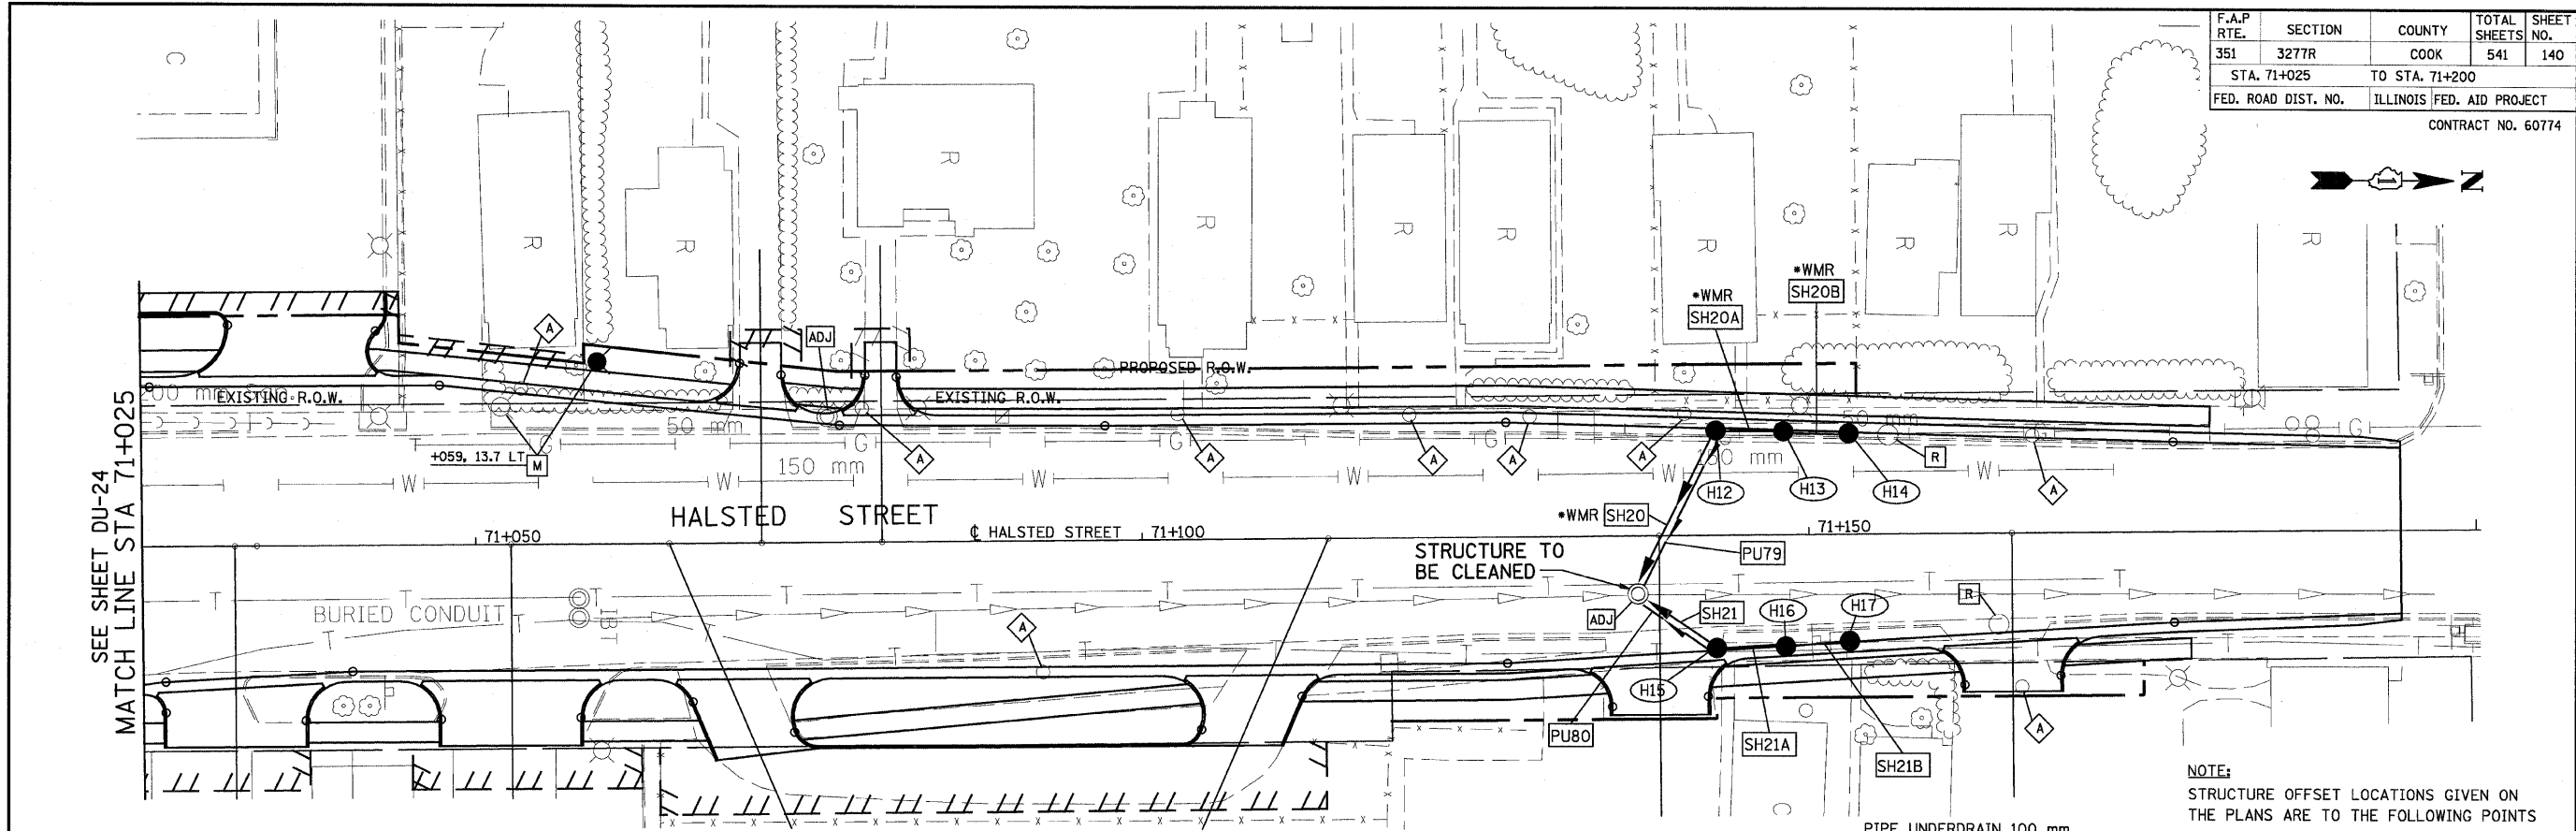 F.A.P RTE. SECTION COUNTY TOTAL SHEETS SHEET NO.
351 3277R COOK 541 140
STA. 71+025 TO STA. 71+200
FED. ROAD DIST. NO. ILLINOIS FED. AID PROJECT
CONTRACT NO. 60774
N
C
R
R
R
R
R
R
R
R
R
R
*WMR
SH20B
*WMR
SH20A
A
ADJ
PROPOSED R.O.W.
EXISTING R.O.W.
EXISTING R.O.W.
200 mm
50 mm
50 mm
G
G
G
G
G
G
G
+059, 13.7 LT
M
150 mm
150 mm
A
A
A
A
A
A
R
H12
H13
H14
W
W
W
W
W
W
SEE SHEET DU-24
MATCH LINE STA 71+025
HALSTED STREET
*WMR SH20
71+050
℄ HALSTED STREET
71+100
71+150
STRUCTURE TO
BE CLEANED
PU79
T
T
T
T
T
T
T
T
T
BURIED CONDUIT
IBT
ADJ
SH21
H16
H17
R
A
H15
PU80
SH21A
SH21B
A
C
NOTE:
STRUCTURE OFFSET LOCATIONS GIVEN ON
THE PLANS ARE TO THE FOLLOWING POINTS
PIPE UNDERDRAIN 100 mm